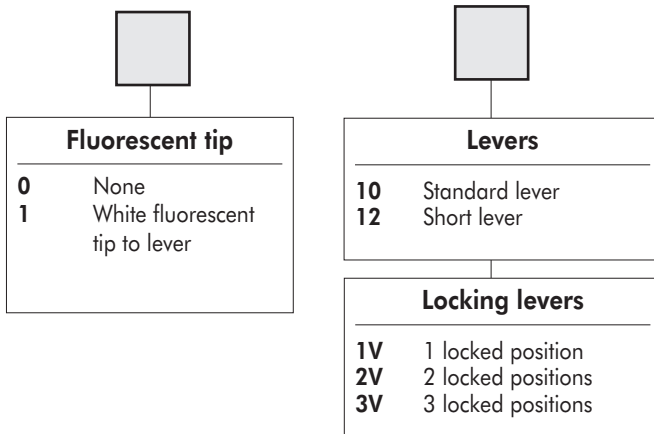 Fluorescent tip
0 None
1 White fluorescent
tip to lever
Levers
10 Standard lever
12 Short lever
Locking levers
1V 1 locked position
2V 2 locked positions
3V 3 locked positions